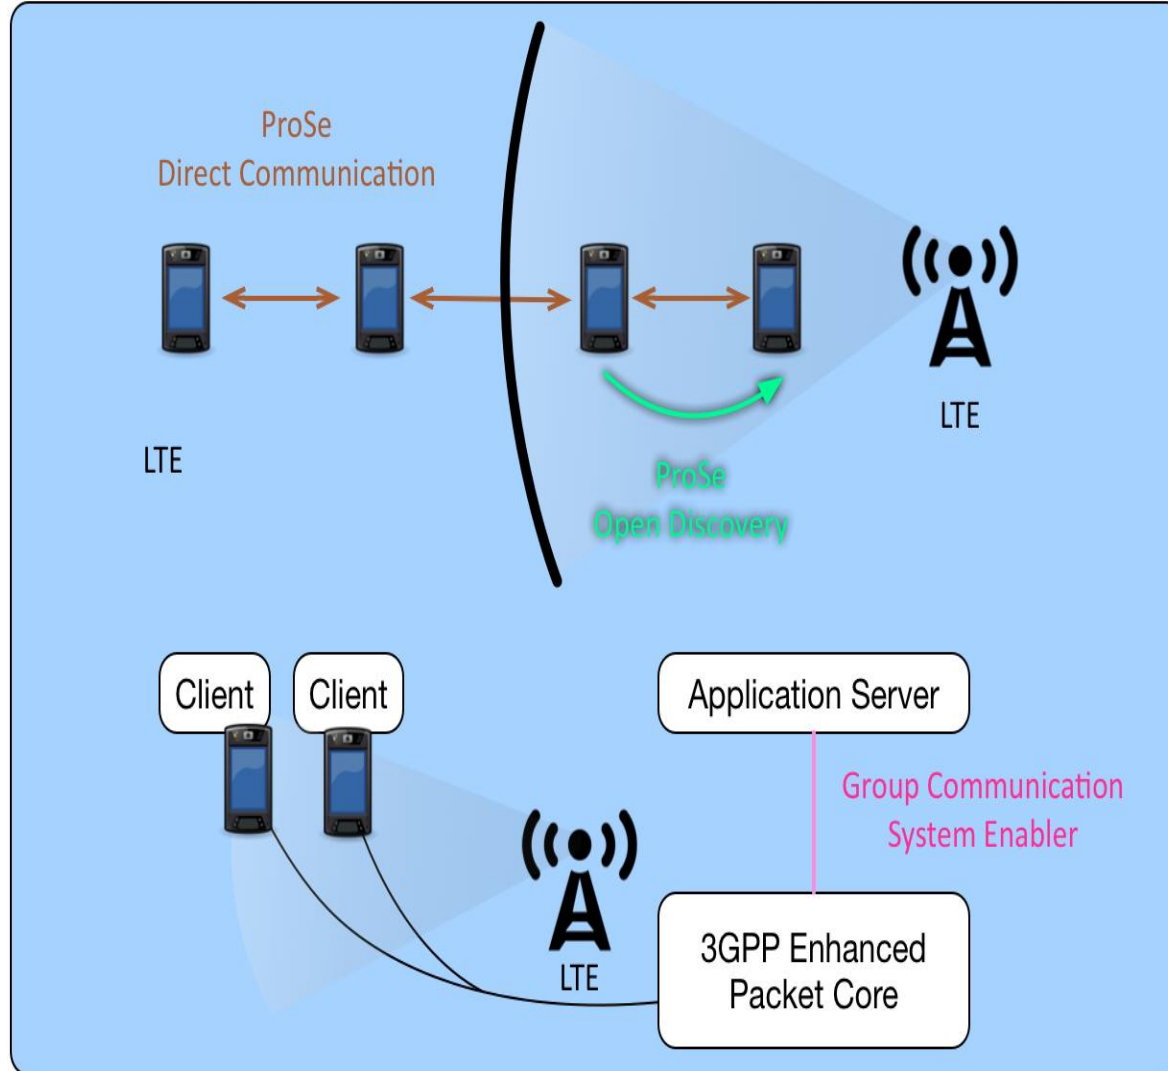 ProSe
Direct Communication
LTE
LTE
ProSe
Open Discovery
Client
Client
Application Server
Group Communication
System Enabler
LTE
3GPP Enhanced
Packet Core